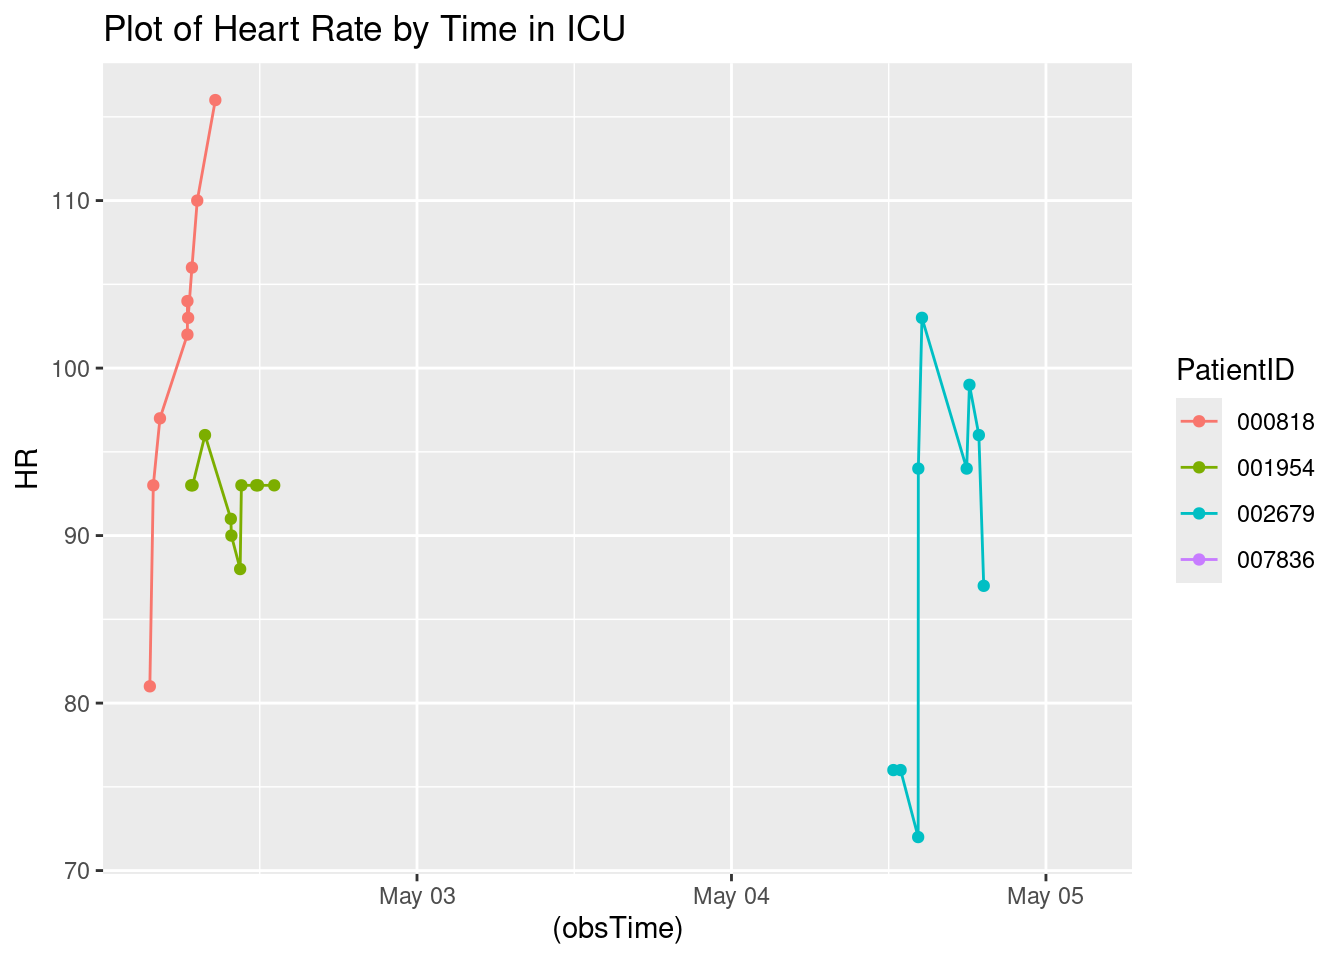 Plot of Heart Rate by Time in ICU
110
100
90
80
70
HR
May 03
May 04
May 05
(obsTime)
PatientID
000818
001954
002679
007836